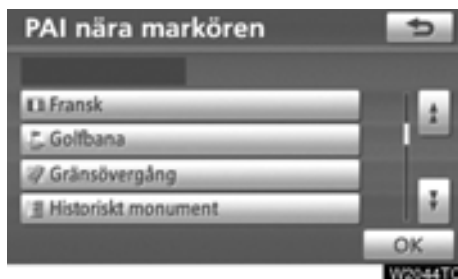 PAI nära markören
Fransk
Golfbana
Gränsövergång
Historiskt monument
OK
W2044TC